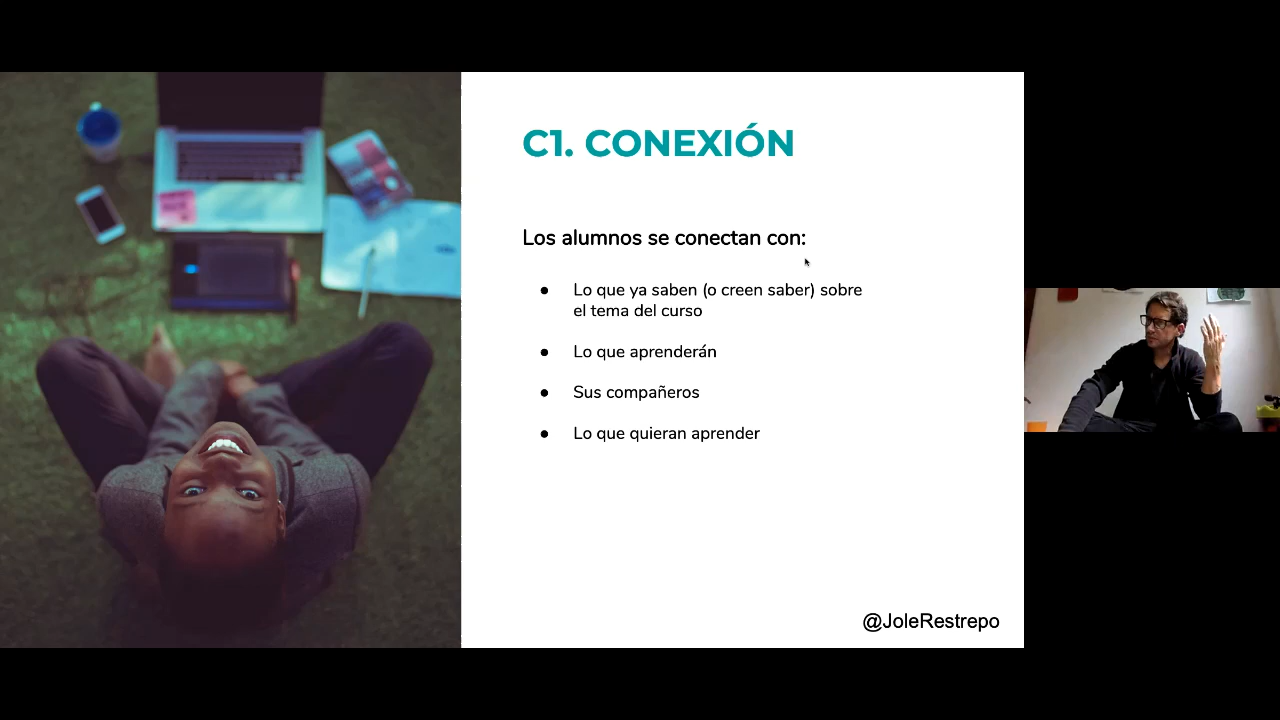 C1. CONEXIÓN
Los alumnos se conectan con:
● Lo que ya saben (o creen saber) sobre
el tema del curso
● Lo que aprenderán
● Sus compañeros
● Lo que quieran aprender
@JoleRestrepo